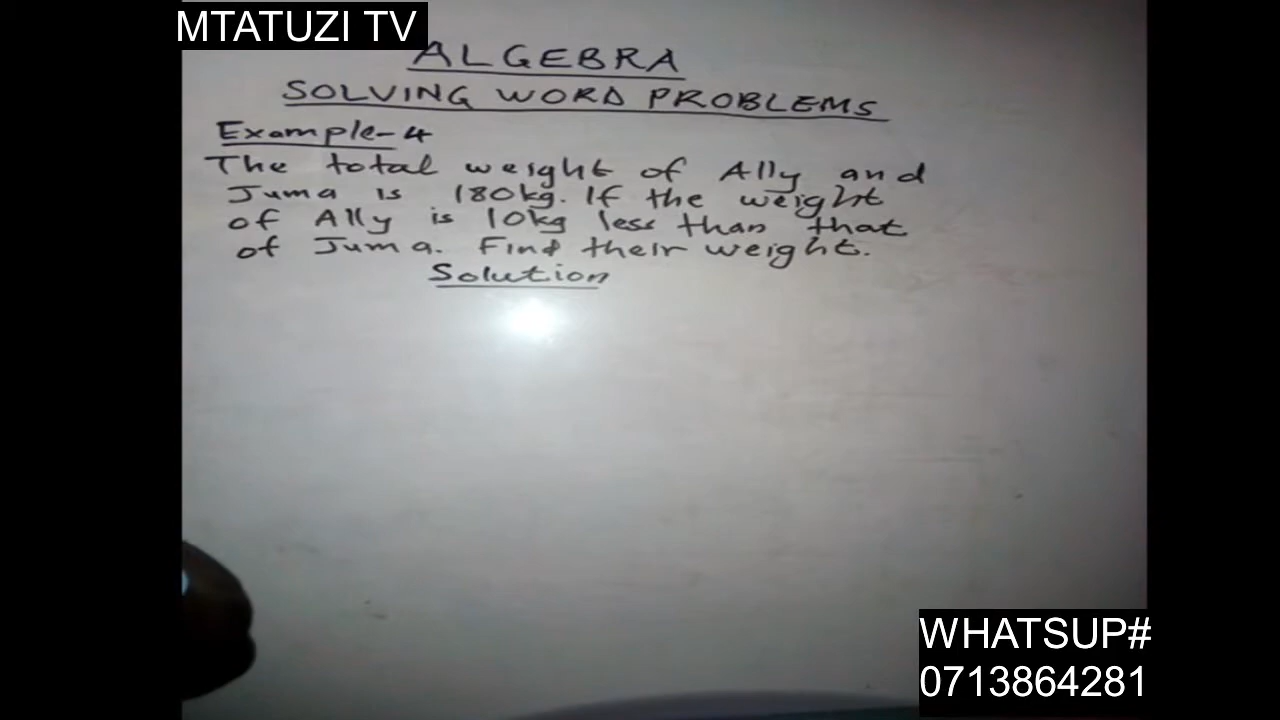 MTATUZI TV
ALGEBRA
SOLVING WORD PROBLEMS
Example-4
The total weight of Ally and
Juma is 180kg. If the weight
of Ally is 10kg less than that
of Juma. Find their weight.
Solution
WHATSUP#
0713864281